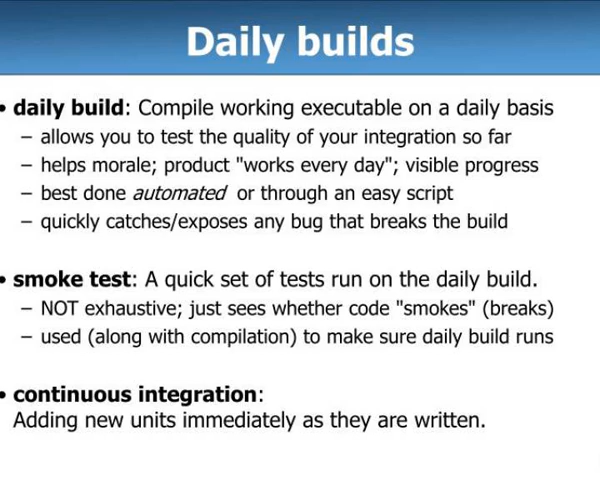 Daily builds
• daily build: Compile working executable on a daily basis
– allows you to test the quality of your integration so far
– helps morale; product "works every day"; visible progress
– best done automated or through an easy script
– quickly catches/exposes any bug that breaks the build
• smoke test: A quick set of tests run on the daily build.
– NOT exhaustive; just sees whether code "smokes" (breaks)
– used (along with compilation) to make sure daily build runs
• continuous integration:
Adding new units immediately as they are written.